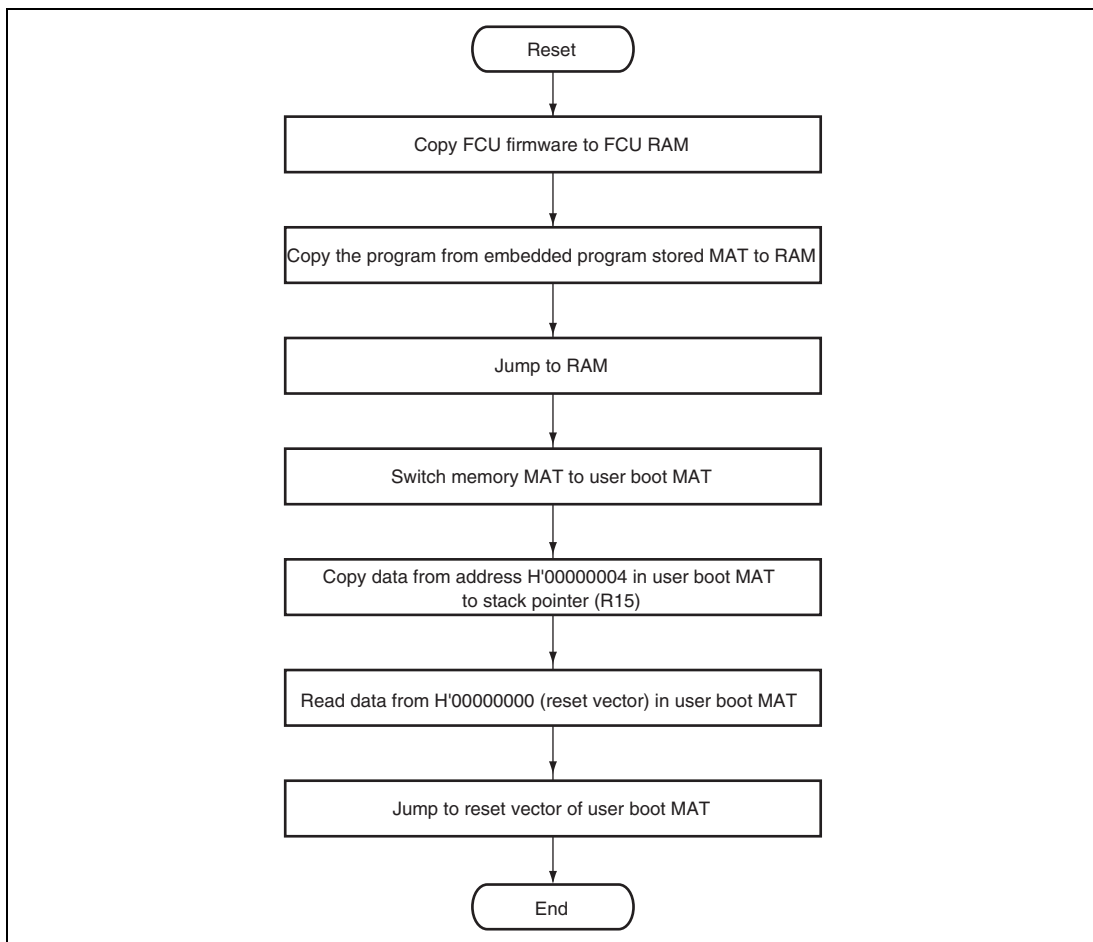 Reset
Copy FCU firmware to FCU RAM
Copy the program from embedded program stored MAT to RAM
Jump to RAM
Switch memory MAT to user boot MAT
Copy data from address H'00000004 in user boot MAT
to stack pointer (R15)
Read data from H'00000000 (reset vector) in user boot MAT
Jump to reset vector of user boot MAT
End